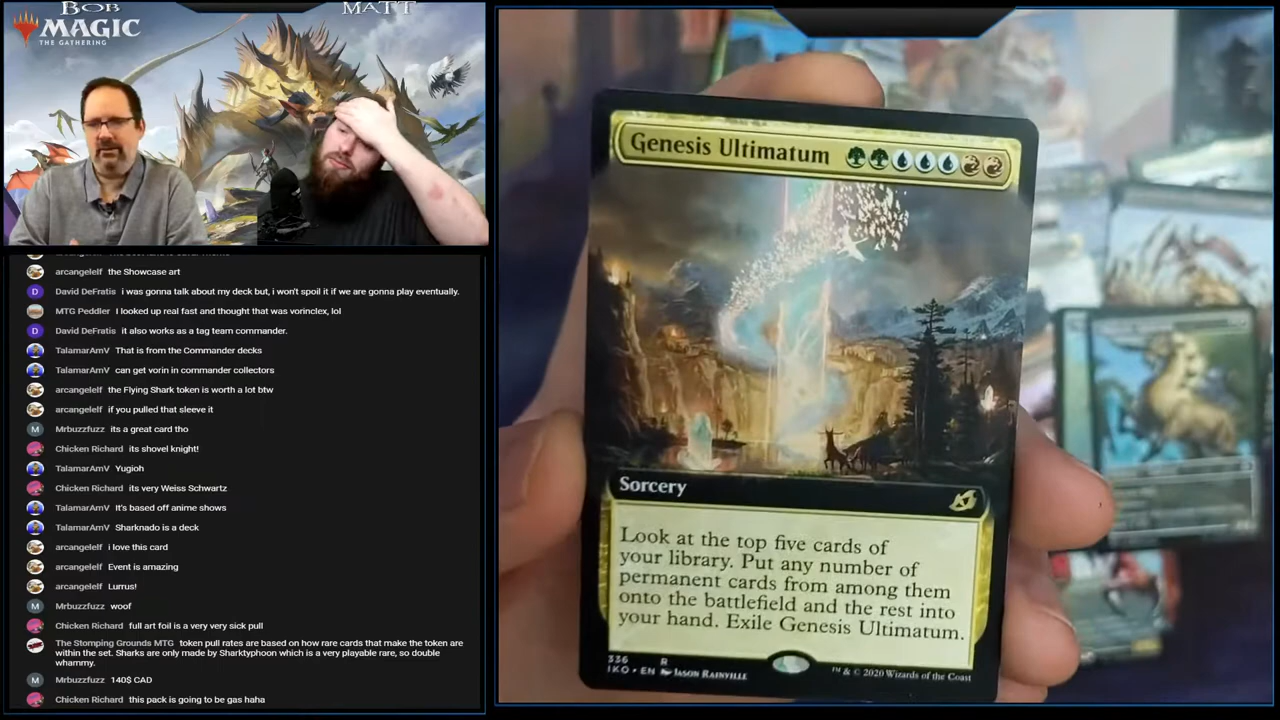 BOB
MATT
MAGIC
THE GATHERING
arcangelelf the Showcase art
D David DeFratis i was gonna talk about my deck but, i won't spoil it if we are gonna play eventually.
MTG Peddler I looked up real fast and thought that was vorinclex, lol
D David DeFratis it also works as a tag team commander.
TalamarAmV That is from the Commander decks
TalamarAmV can get vorin in commander collectors
arcangelelf the Flying Shark token is worth a lot btw
arcangelelf if you pulled that sleeve it
M Mrbuzzfuzz its a great card tho
Chicken Richard its shovel knight!
TalamarAmV Yugioh
Chicken Richard its very Weiss Schwartz
TalamarAmV It's based off anime shows
TalamarAmV Sharknado is a deck
arcangelelf i love this card
arcangelelf Event is amazing
arcangelelf Lurrus!
M Mrbuzzfuzz woof
Chicken Richard full art foil is a very very sick pull
The Stomping Grounds MTG token pull rates are based on how rare cards that make the token are
within the set. Sharks are only made by Sharktyphoon which is a very playable rare, so double
whammy.
M Mrbuzzfuzz 140$ CAD
Chicken Richard this pack is going to be gas haha
Genesis Ultimatum
Sorcery
Look at the top five cards of
your library. Put any number of
permanent cards from among them
onto the battlefield and the rest into
your hand. Exile Genesis Ultimatum.
336 R
IKO • EN JASON RAINVILLE
™ & © 2020 Wizards of the Coast